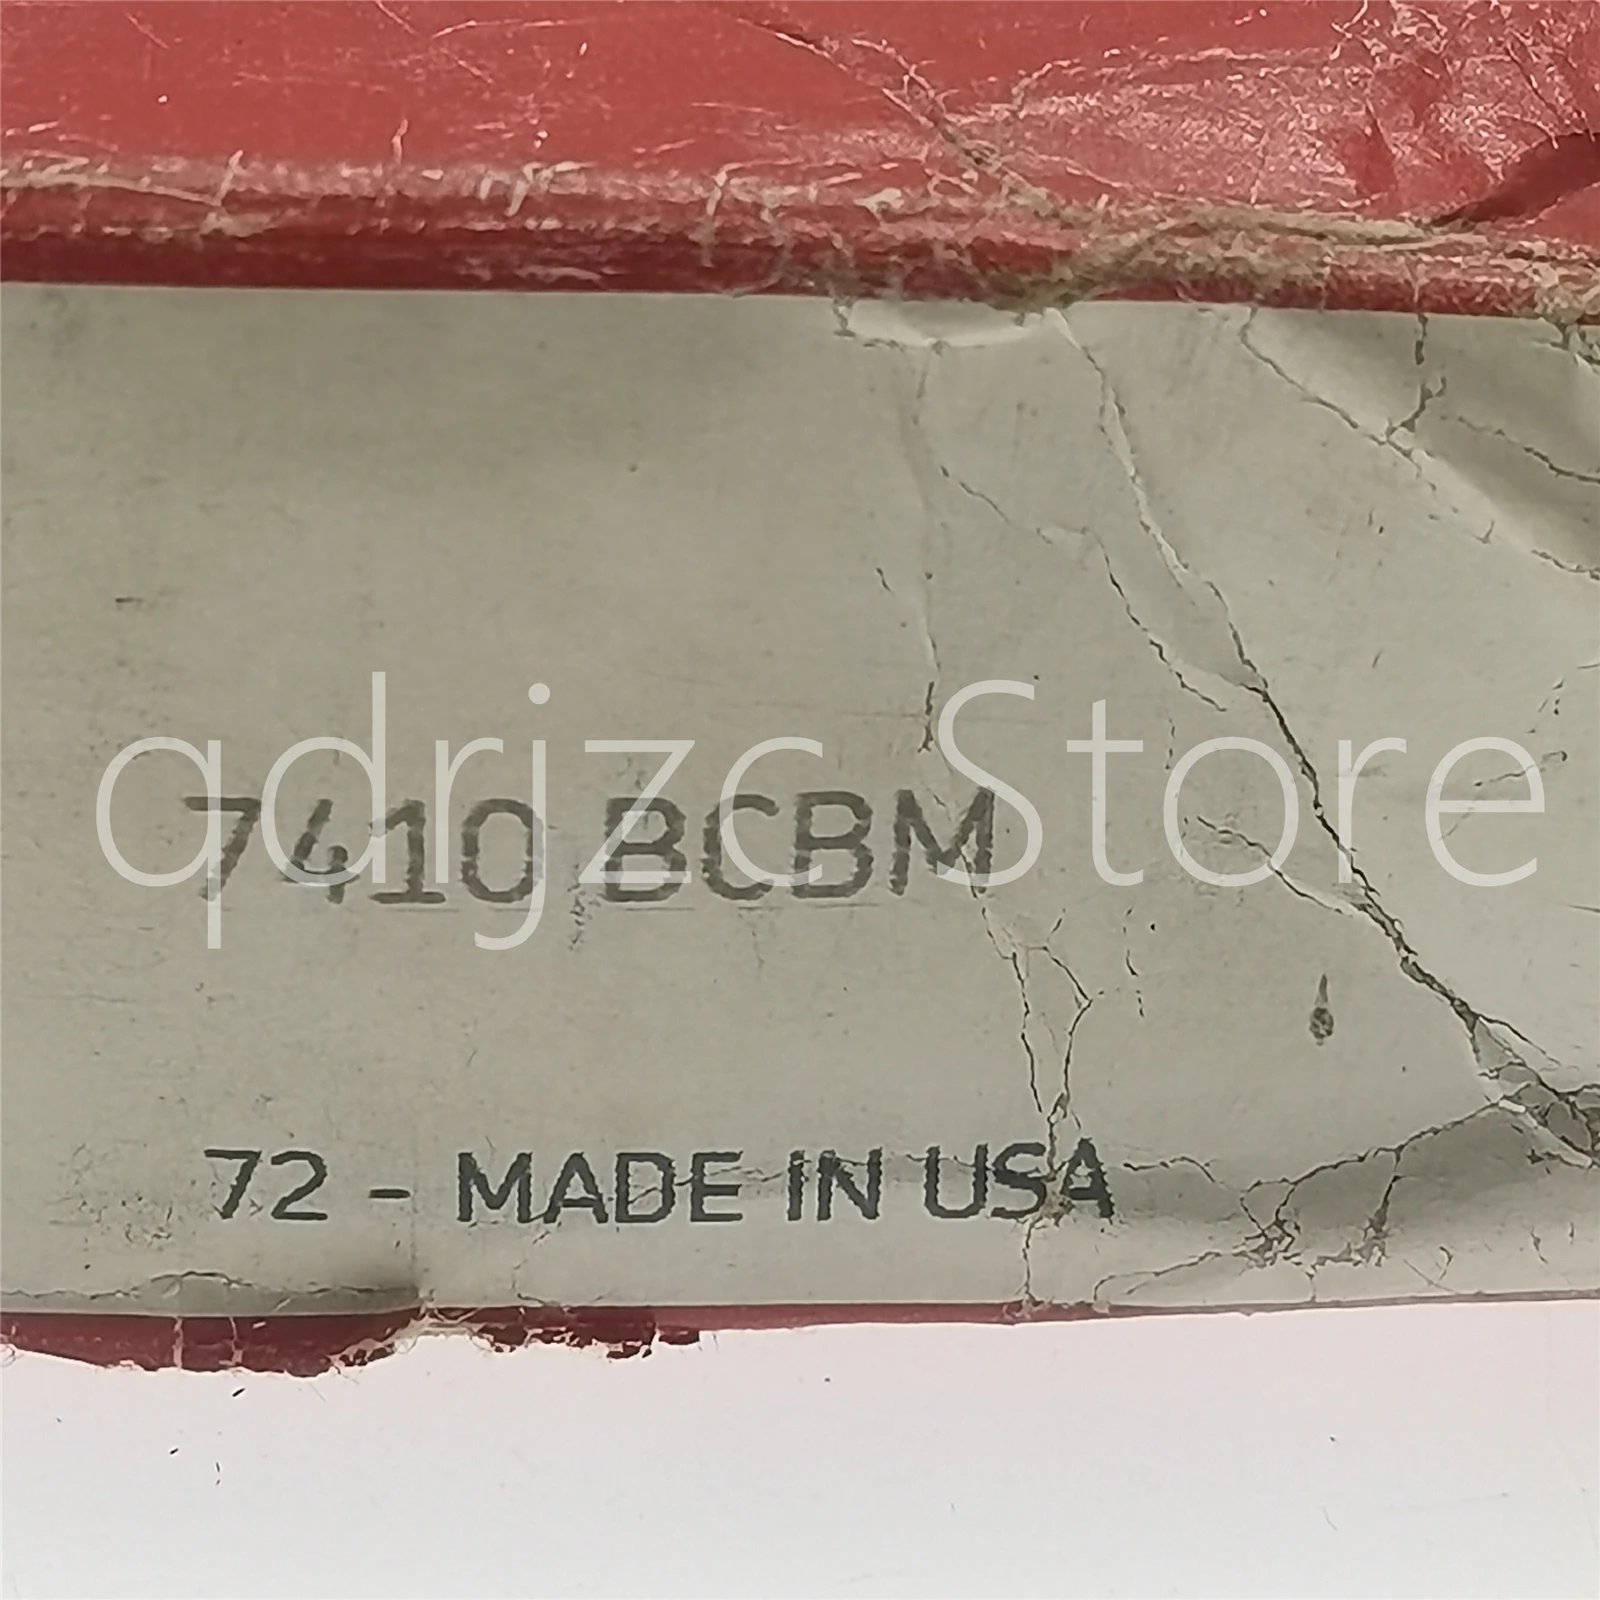 qdrjzc Store
7410 BCBM
72 - MADE IN USA